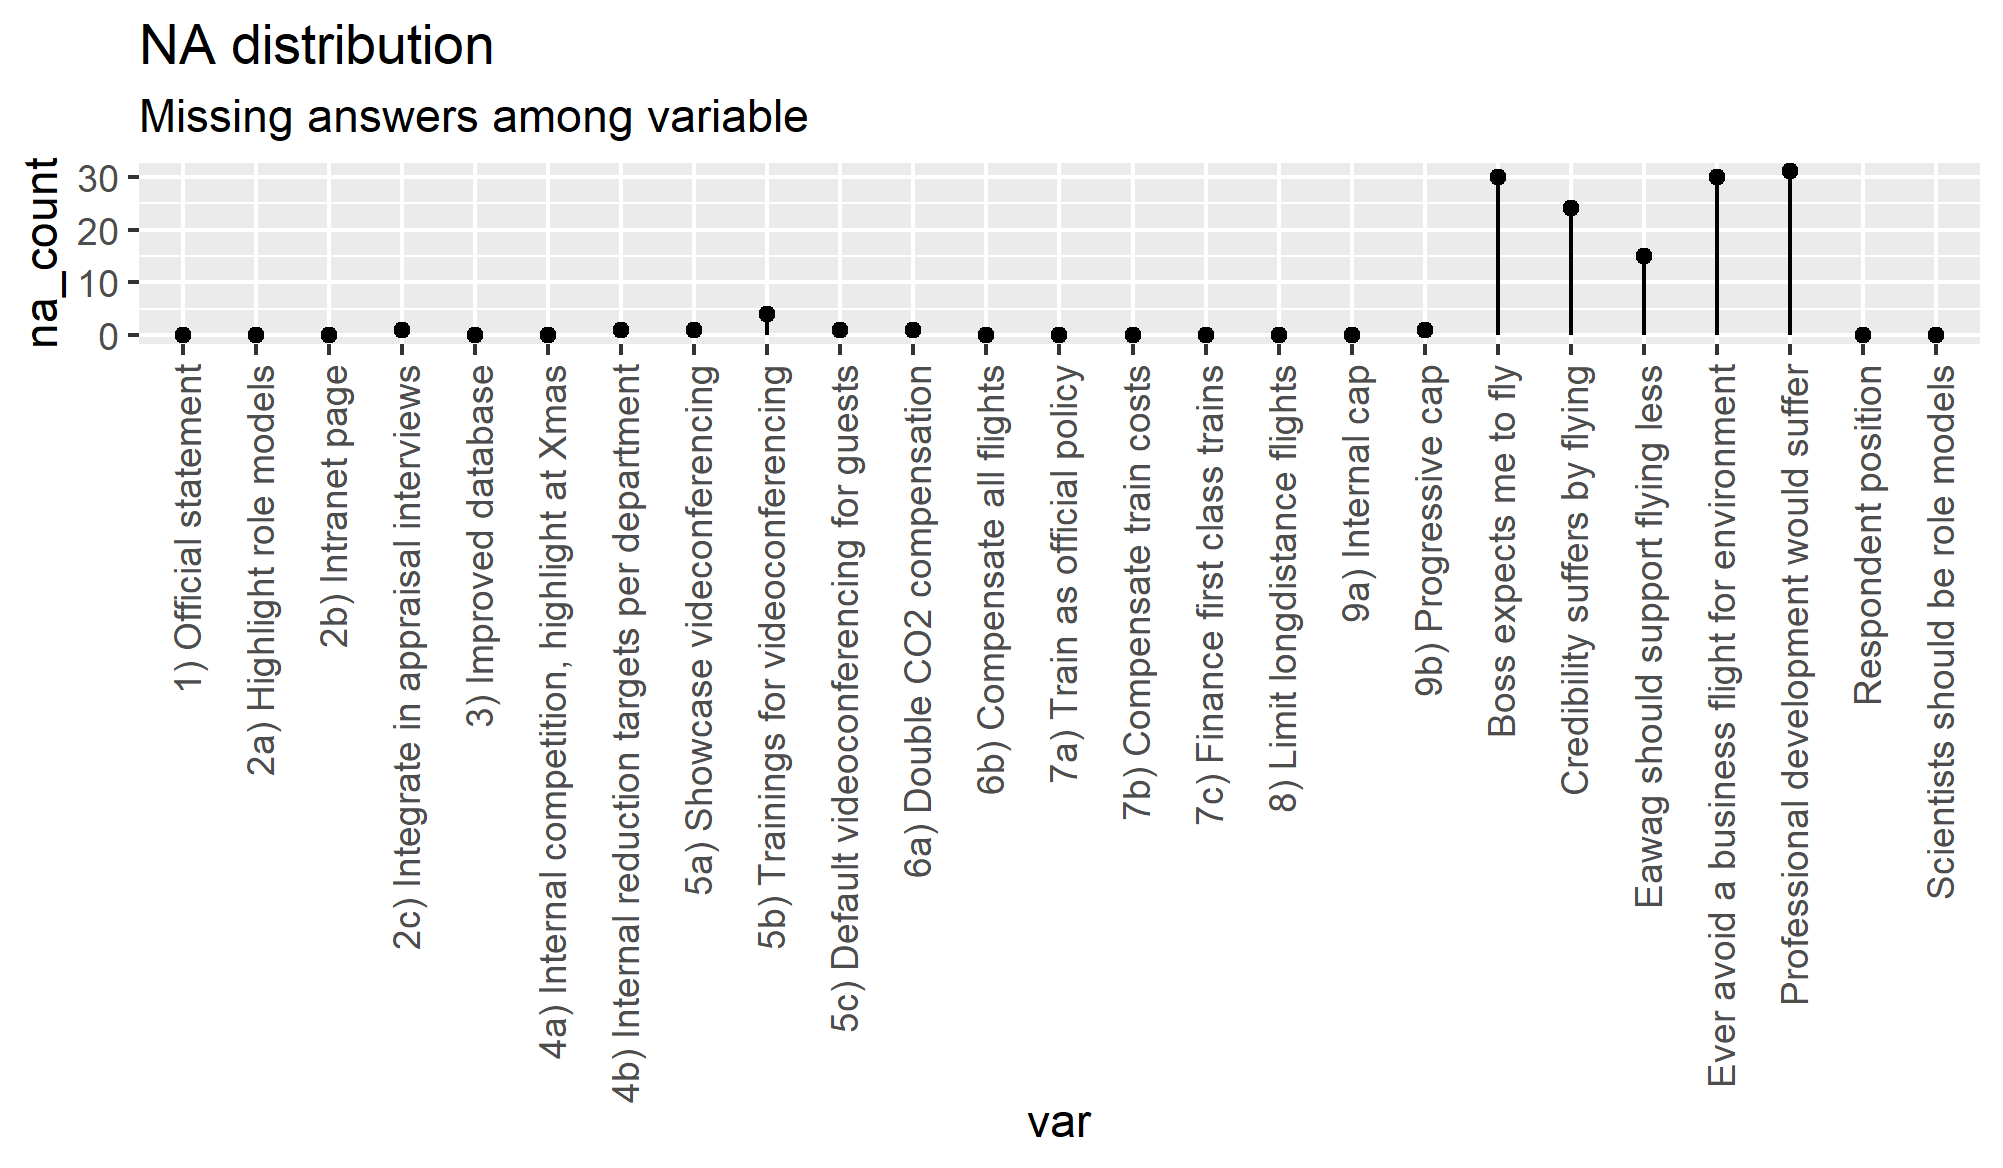 NA distribution
Missing answers among variable
na_count
30
20
10
0
1) Official statement
2a) Highlight role models
2b) Intranet page
2c) Integrate in appraisal interviews
3) Improved database
4a) Internal competition, highlight at Xmas
4b) Internal reduction targets per department
5a) Showcase videconferencing
5b) Trainings for videoconferencing
5c) Default videoconferencing for guests
6a) Double CO2 compensation
6b) Compensate all flights
7a) Train as official policy
7b) Compensate train costs
7c) Finance first class trains
8) Limit longdistance flights
9a) Internal cap
9b) Progressive cap
Boss expects me to fly
Credibility suffers by flying
Eawag should support flying less
Ever avoid a business flight for environment
Professional development would suffer
Respondent position
Scientists should be role models
var